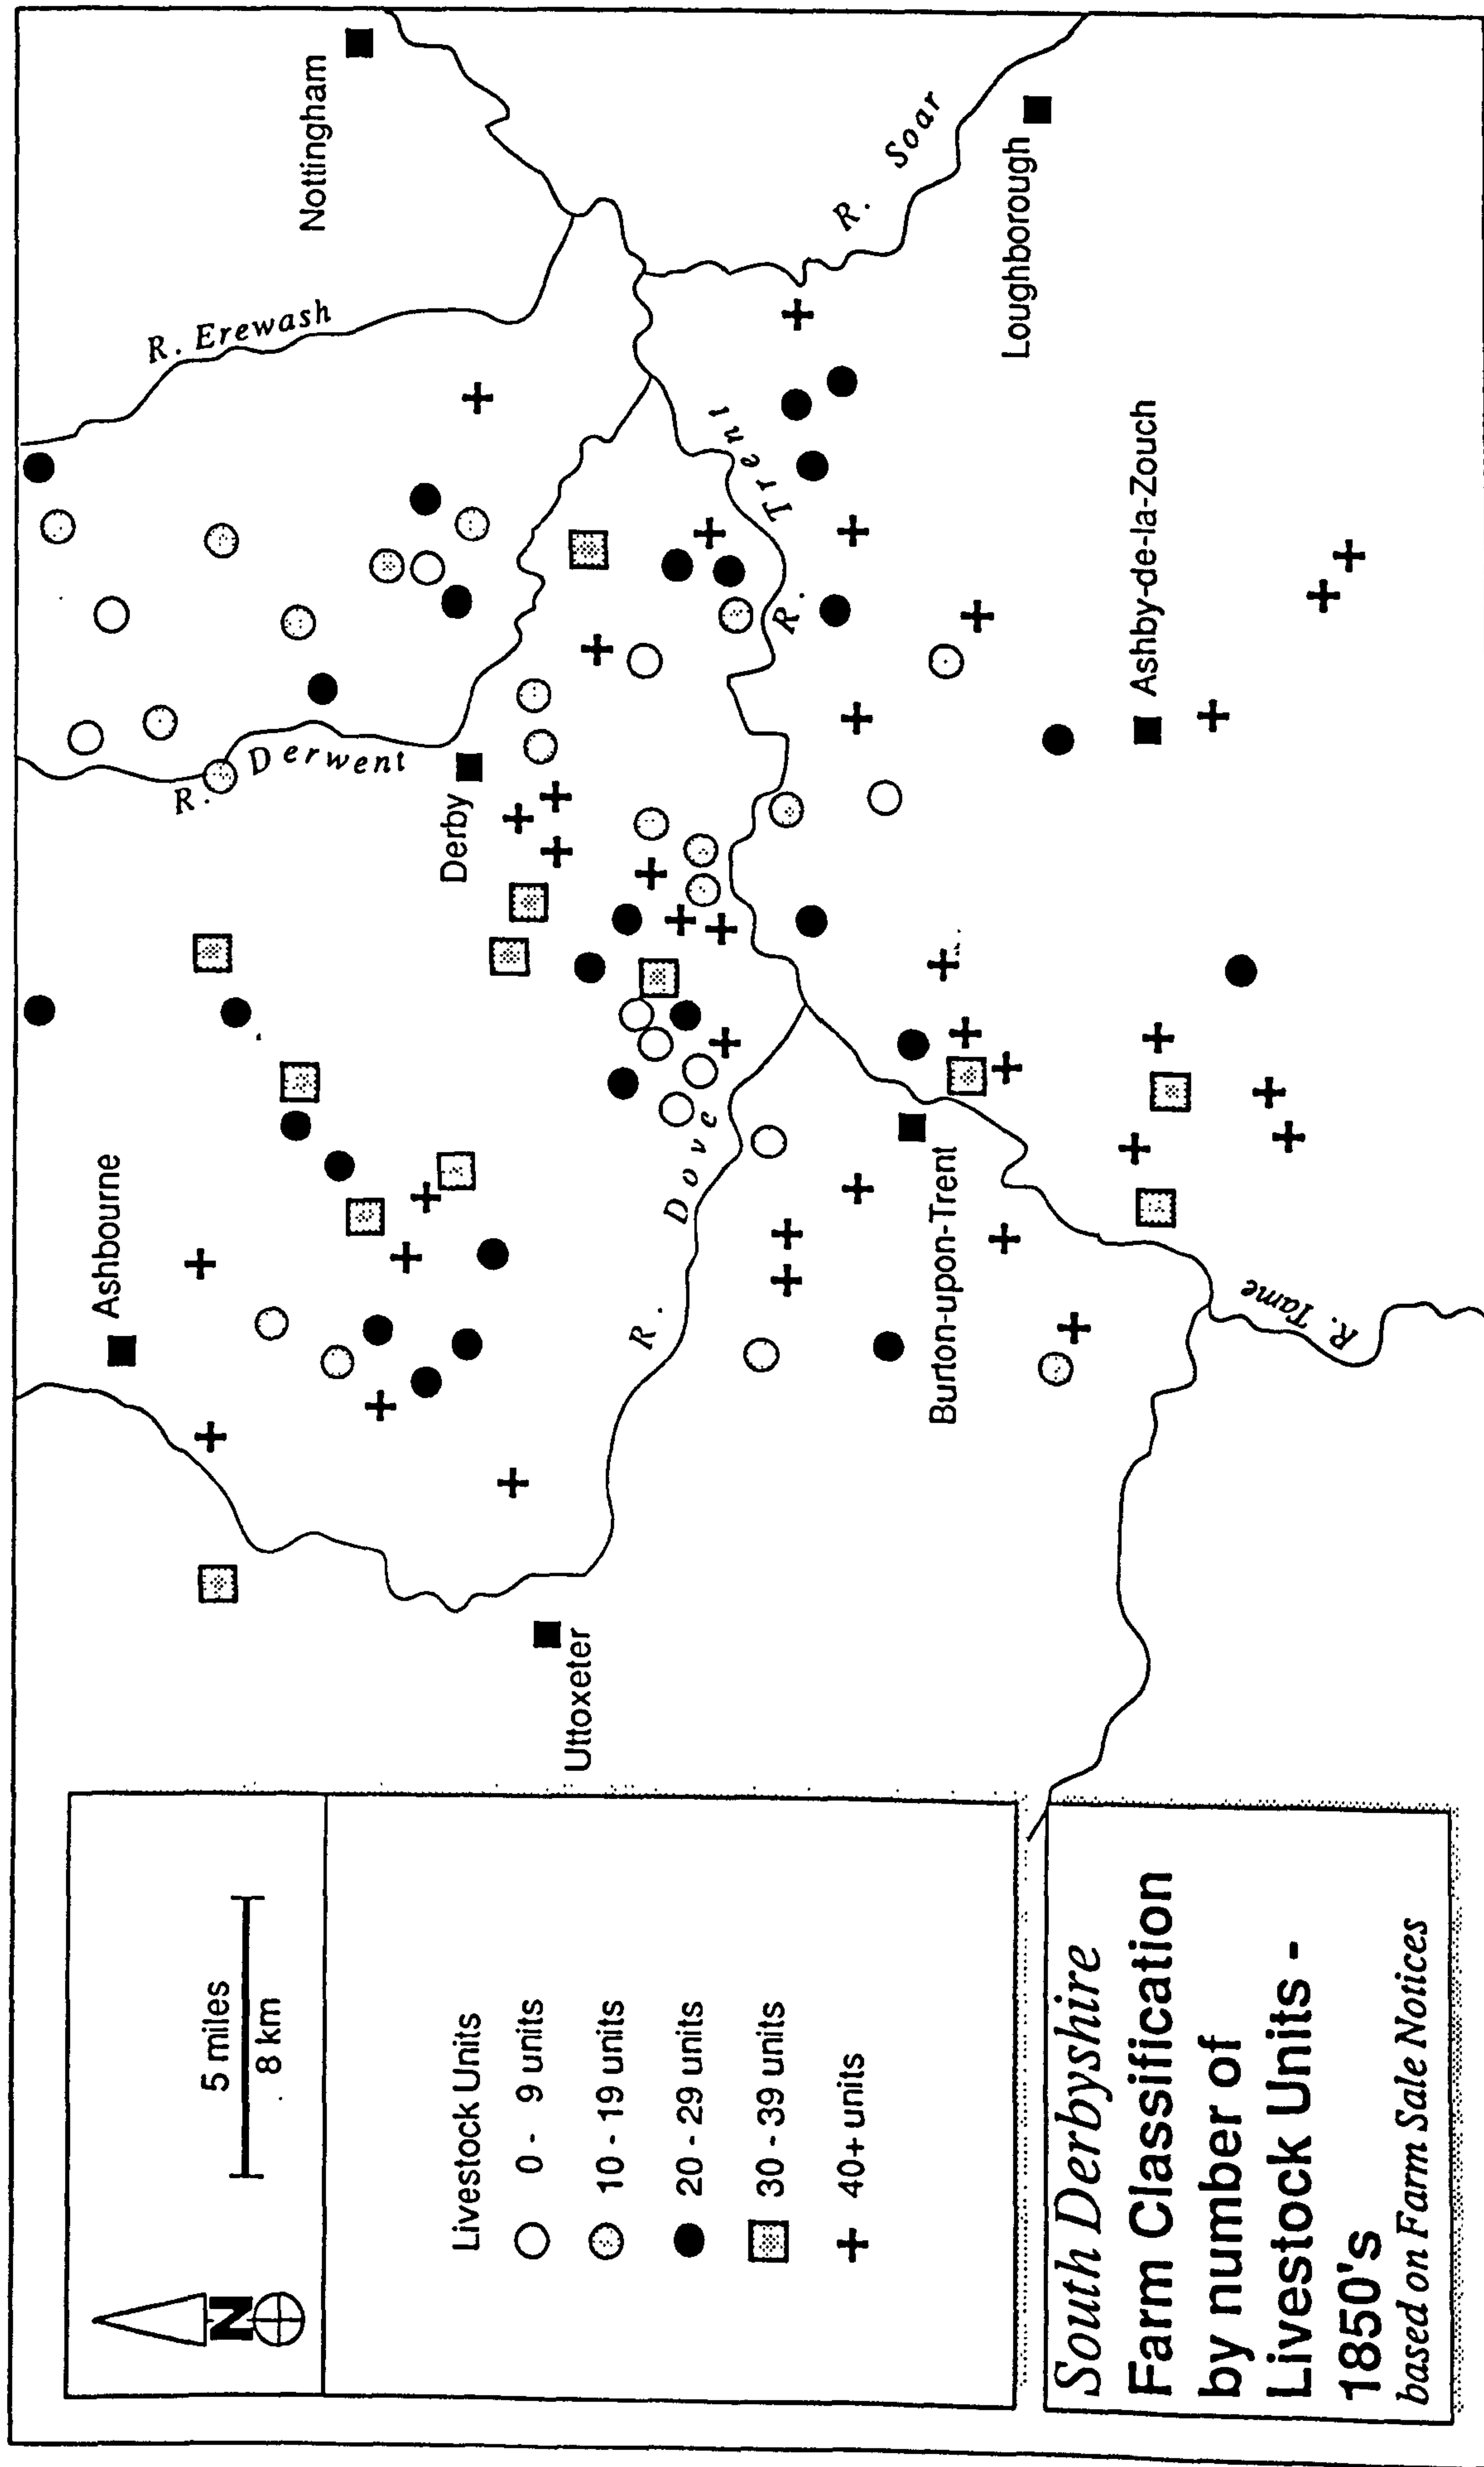 South Derbyshire
Farm Classification
by number of
Livestock Units -
1850's
based on Farm Sale Notices
N
5 miles
8 km
Livestock Units
0 - 9 units
10 - 19 units
20 - 29 units
30 - 39 units
40+ units
Ashbourne
Uttoxeter
Derby
Nottingham
Burton-upon-Trent
Ashby-de-la-Zouch
Loughborough
R. Erewash
R. Derwent
R. Trent
R. Soar
R. Dove
R. Tame